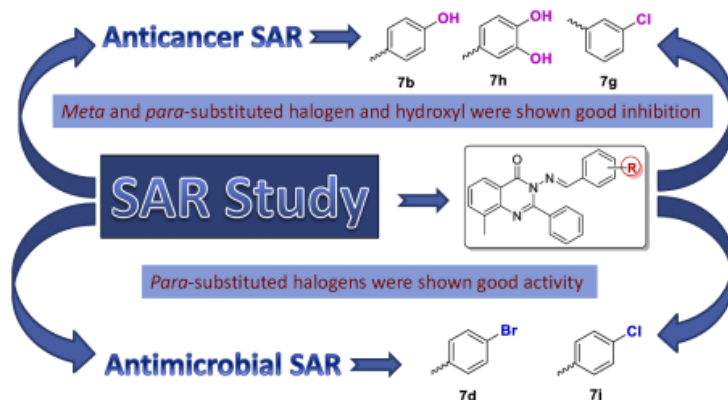 OH
OH
Cl
Anticancer SAR
OH
7b
7h
7g
Meta and para-substituted halogen and hydroxyl were shown good inhibition
SAR Study
O
N
N
N
R
Para-substituted halogens were shown good activity
Br
Cl
Antimicrobial SAR
7d
7j